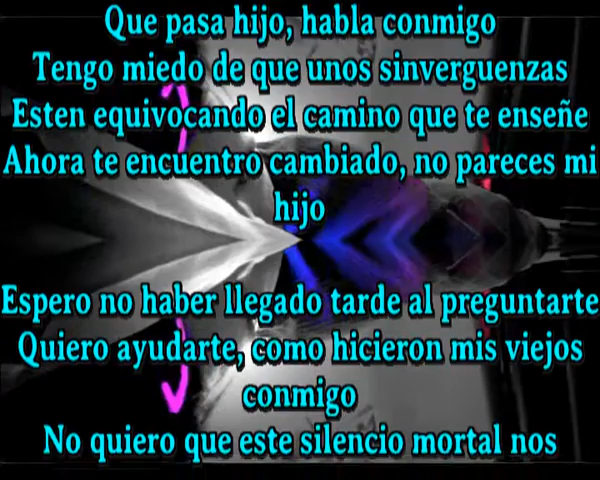 Que pasa hijo, habla conmigo
Tengo miedo de que unos sinverguenzas
Esten equivocando el camino que te enseñe
Ahora te encuentro cambiado, no pareces mi
hijo
Espero no haber llegado tarde al preguntarte
Quiero ayudarte, como hicieron mis viejos
conmigo
No quiero que este silencio mortal nos